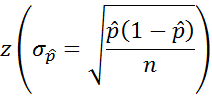 z(σ_p̂ = √(p̂(1 − p̂)/n))